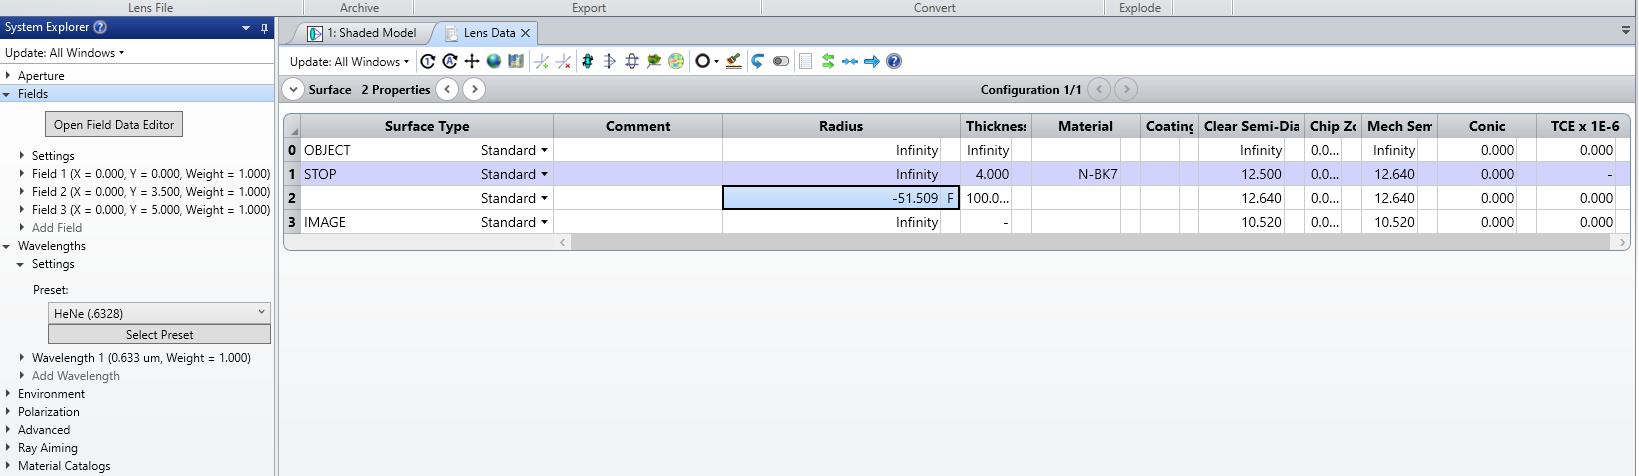 Lens File Archive Export Convert Explode
System Explorer ?
Update: All Windows
Aperture
Fields
Open Field Data Editor
Settings
Field 1 (X = 0.000, Y = 0.000, Weight = 1.000)
Field 2 (X = 0.000, Y = 3.500, Weight = 1.000)
Field 3 (X = 0.000, Y = 5.000, Weight = 1.000)
Add Field
Wavelengths
Settings
Preset:
HeNe (.6328)
Select Preset
Wavelength 1 (0.633 um, Weight = 1.000)
Add Wavelength
Environment
Polarization
Advanced
Ray Aiming
Material Catalogs
1: Shaded Model Lens Data
Update: All Windows
Surface 2 Properties Configuration 1/1
Surface Type Comment Radius Thickness Material Coating Clear Semi-Dia Chip Zo Mech Sem Conic TCE x 1E-6
0 OBJECT Standard Infinity Infinity Infinity 0.0... Infinity 0.000 0.000
1 STOP Standard Infinity 4.000 N-BK7 12.500 0.0... 12.640 0.000 -
2 Standard -51.509 F 100.0... 12.640 0.0... 12.640 0.000 0.000
3 IMAGE Standard Infinity - 10.520 0.0... 10.520 0.000 0.000